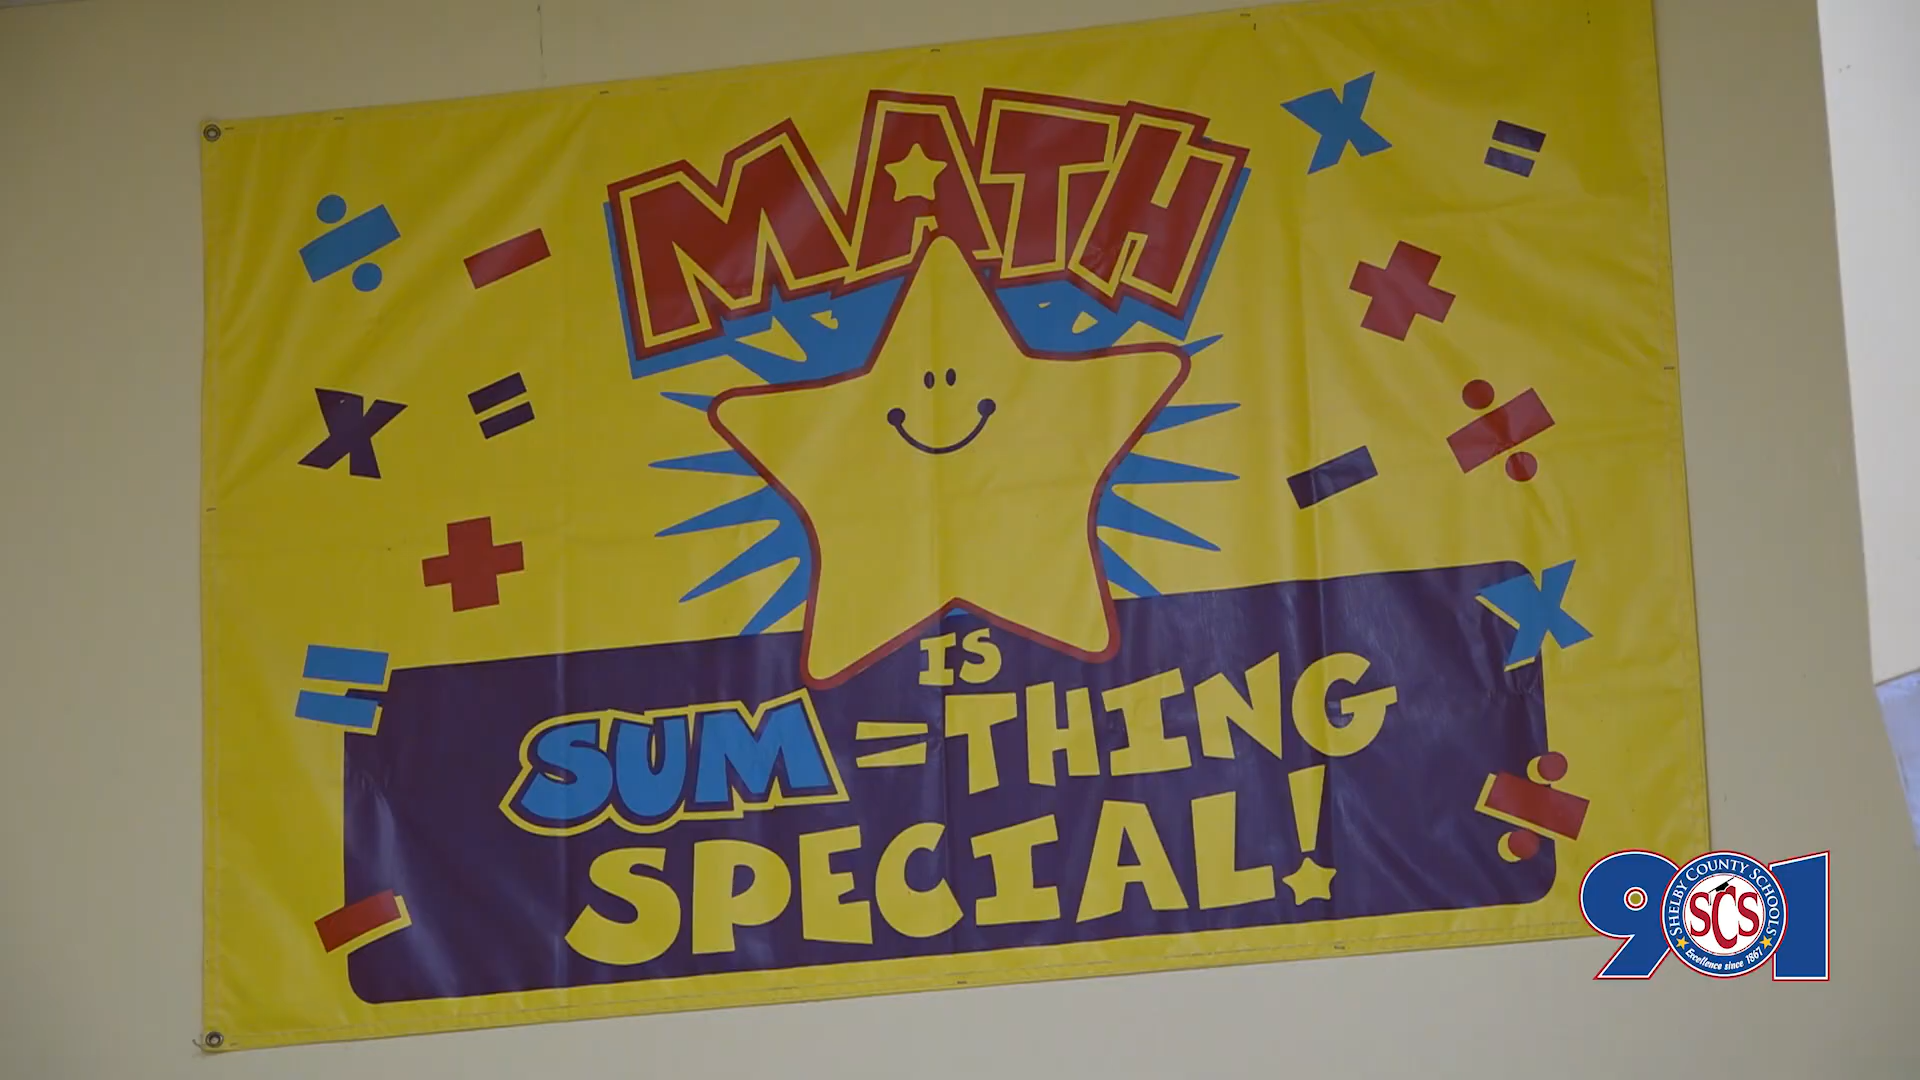 MATH
IS
SUM =THING
SPECIAL!
901
SHELBY COUNTY SCHOOLS
SCS
Excellence since 1867